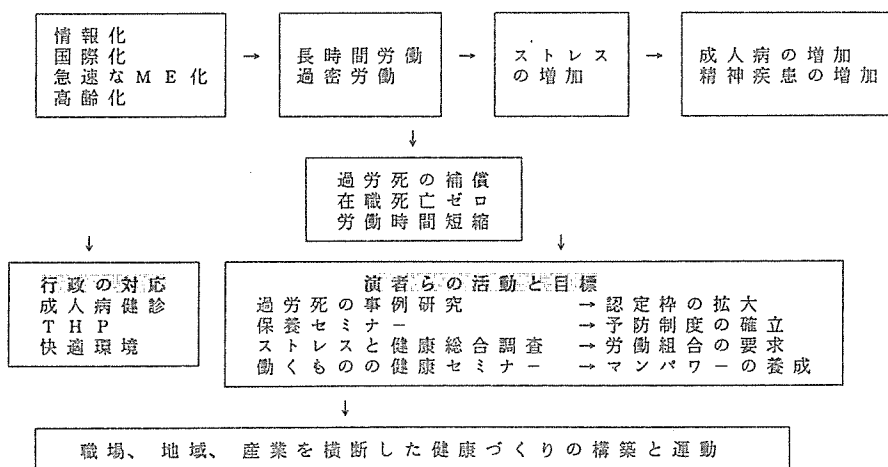 情報化
国際化
急速なME化
高齢化
→
長時間労働
過密労働
→
ストレス
の増加
→
成人病の増加
精神疾患の増加
↓
過労死の補償
在職死亡ゼロ
労働時間短縮
↓
↓
行政の対応
成人病健診
THP
快適環境
演者らの活動と目標
過労死の事例研究 →認定枠の拡大
保養セミナー →予防制度の確立
ストレスと健康総合調査 →労働組合の要求
働くものの健康セミナー →マンパワーの養成
↓
職場、地域、産業を横断した健康づくりの構築と運動